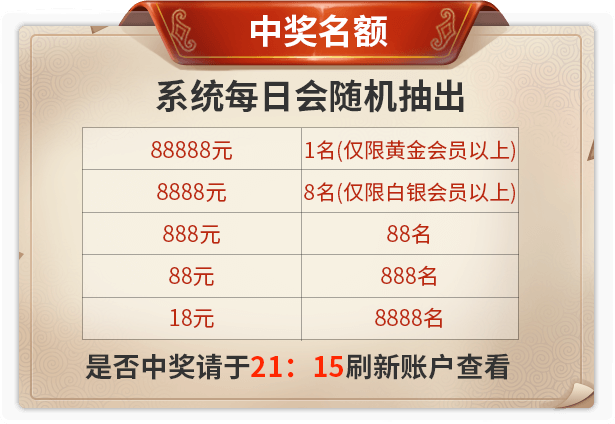 中奖名额
系统每日会随机抽出
88888元 1名(仅限黄金会员以上)
8888元 8名(仅限白银会员以上)
888元 88名
88元 888名
18元 8888名
是否中奖请于21：15刷新账户查看